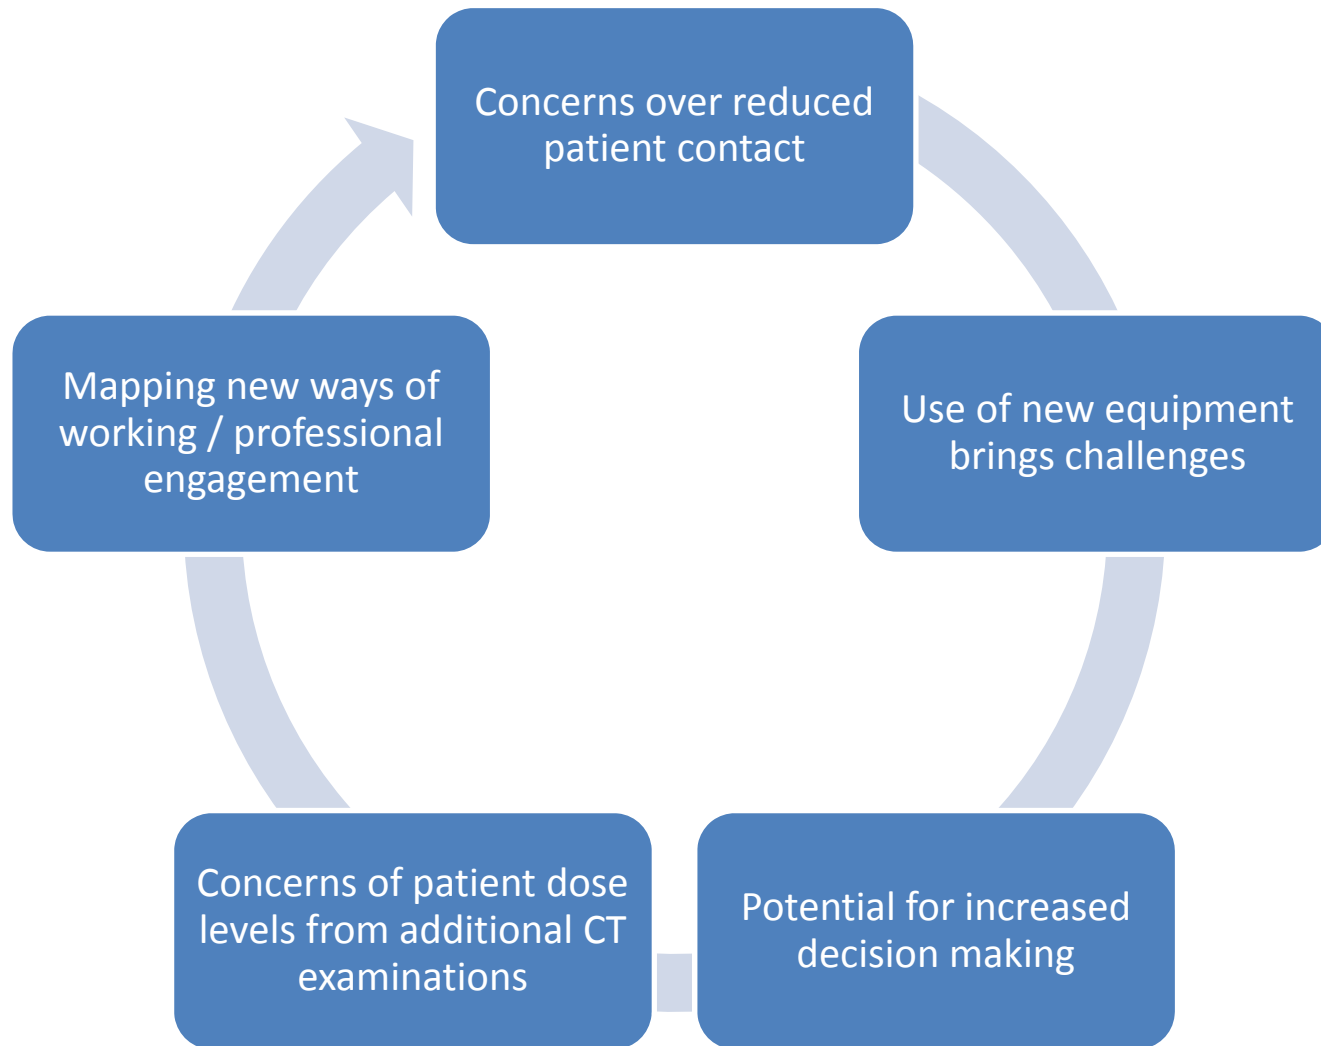 Concerns over reduced
patient contact
Use of new equipment
brings challenges
Potential for increased
decision making
Concerns of patient dose
levels from additional CT
examinations
Mapping new ways of
working / professional
engagement